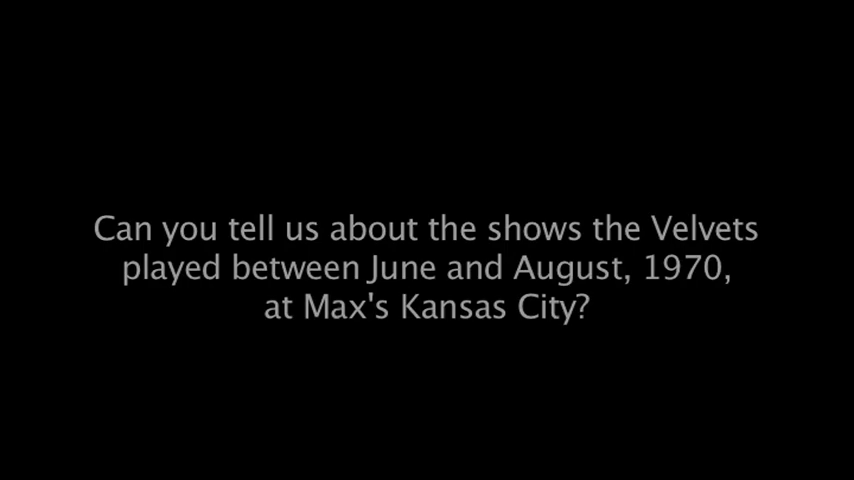 Can you tell us about the shows the Velvets
played between June and August, 1970,
at Max's Kansas City?